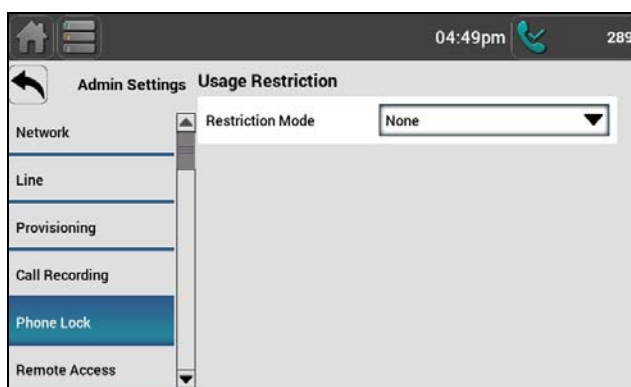 04:49pm 289
Admin Settings
Usage Restriction
Network
Line
Provisioning
Call Recording
Phone Lock
Remote Access
Restriction Mode
None